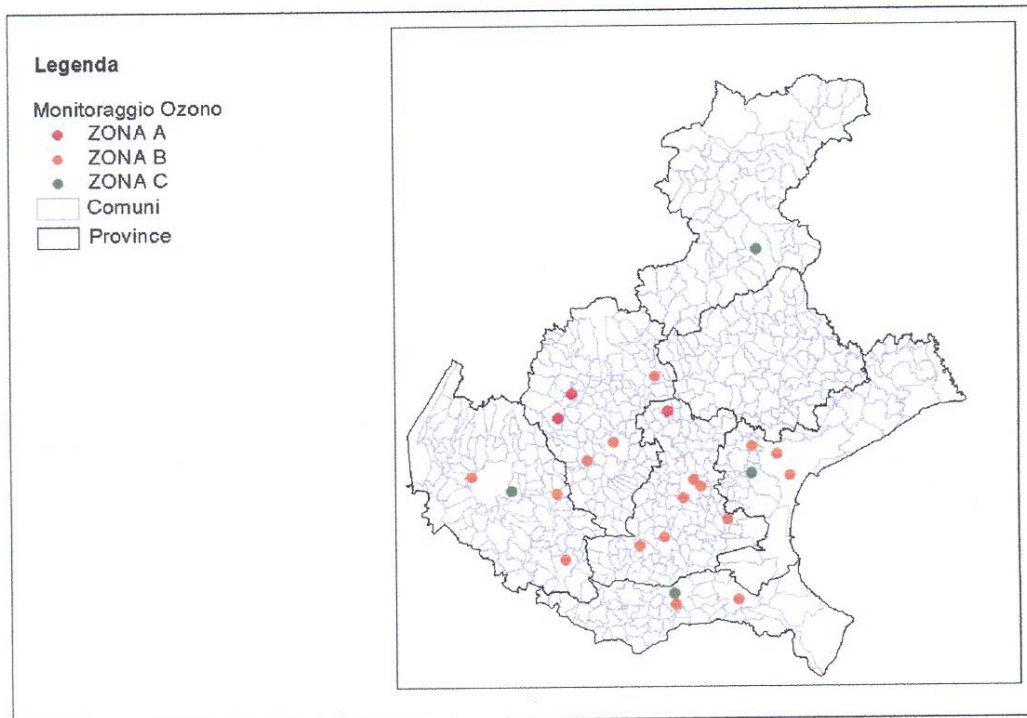 Legenda
Monitoraggio Ozono
ZONA A
ZONA B
ZONA C
Comuni
Province